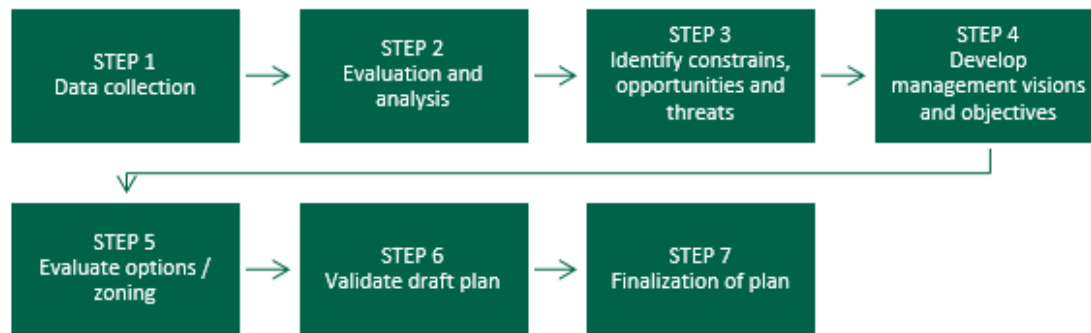 STEP 1
Data collection
STEP 2
Evaluation and
analysis
STEP 3
Identify constrains,
opportunities and
threats
STEP 4
Develop
management visions
and objectives
STEP 5
Evaluate options /
zoning
STEP 6
Validate draft plan
STEP 7
Finalization of plan